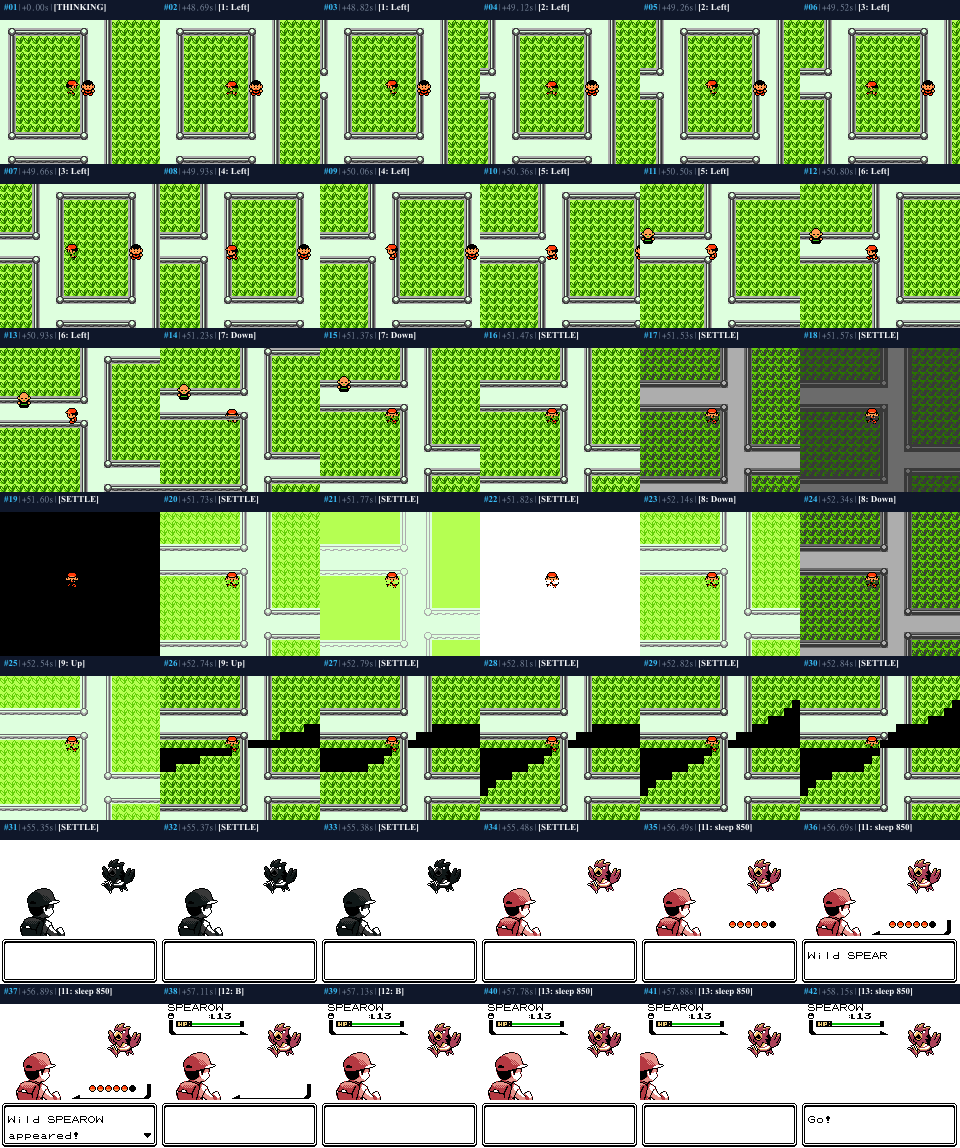 #01|+0.00s|[THINKING]
#02|+48.69s|[1: Left]
#03|+48.82s|[1: Left]
#04|+49.12s|[2: Left]
#05|+49.26s|[2: Left]
#06|+49.52s|[3: Left]
#07|+49.66s|[3: Left]
#08|+49.93s|[4: Left]
#09|+50.06s|[4: Left]
#10|+50.36s|[5: Left]
#11|+50.50s|[5: Left]
#12|+50.80s|[6: Left]
#13|+50.93s|[6: Left]
#14|+51.23s|[7: Down]
#15|+51.37s|[7: Down]
#16|+51.47s|[SETTLE]
#17|+51.53s|[SETTLE]
#18|+51.57s|[SETTLE]
#19|+51.60s|[SETTLE]
#20|+51.73s|[SETTLE]
#21|+51.77s|[SETTLE]
#22|+51.82s|[SETTLE]
#23|+52.14s|[8: Down]
#24|+52.34s|[8: Down]
#25|+52.54s|[9: Up]
#26|+52.74s|[9: Up]
#27|+52.79s|[SETTLE]
#28|+52.81s|[SETTLE]
#29|+52.82s|[SETTLE]
#30|+52.84s|[SETTLE]
#31|+55.35s|[SETTLE]
#32|+55.37s|[SETTLE]
#33|+55.38s|[SETTLE]
#34|+55.48s|[SETTLE]
#35|+56.49s|[11: sleep 850]
#36|+56.69s|[11: sleep 850]
Wild SPEAR
#37|+56.89s|[11: sleep 850]
Wild SPEAROW
appeared!
#38|+57.11s|[12: B]
SPEAROW
:L13
HP:
#39|+57.12s|[12: B]
SPEAROW
:L13
HP:
#40|+57.78s|[13: sleep 850]
SPEAROW
:L13
HP:
#41|+57.88s|[13: sleep 850]
SPEAROW
:L13
HP:
#42|+58.15s|[13: sleep 850]
SPEAROW
:L13
HP:
Go!